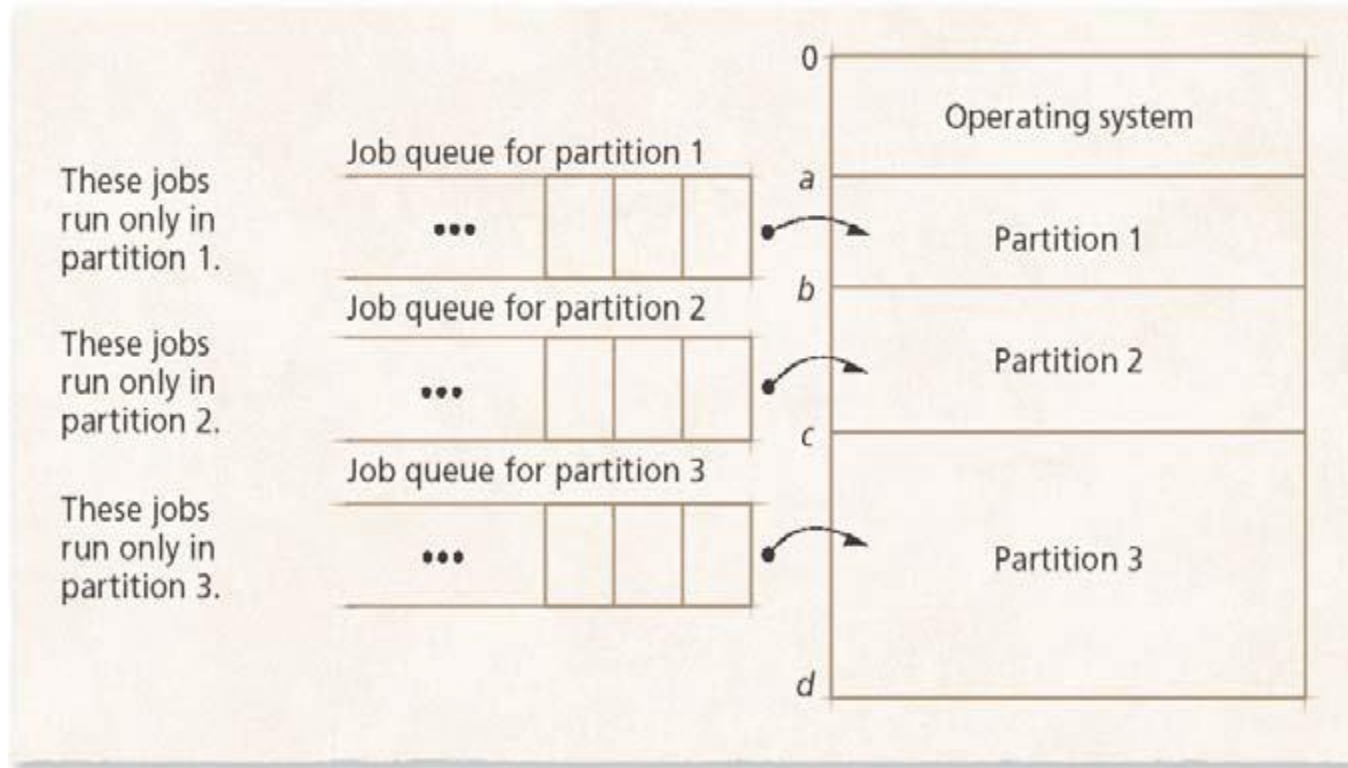 0
Operating system
Job queue for partition 1
These jobs
run only in
partition 1.
•••
a
Partition 1
b
Job queue for partition 2
These jobs
run only in
partition 2.
•••
Partition 2
c
Job queue for partition 3
These jobs
run only in
partition 3.
•••
Partition 3
d